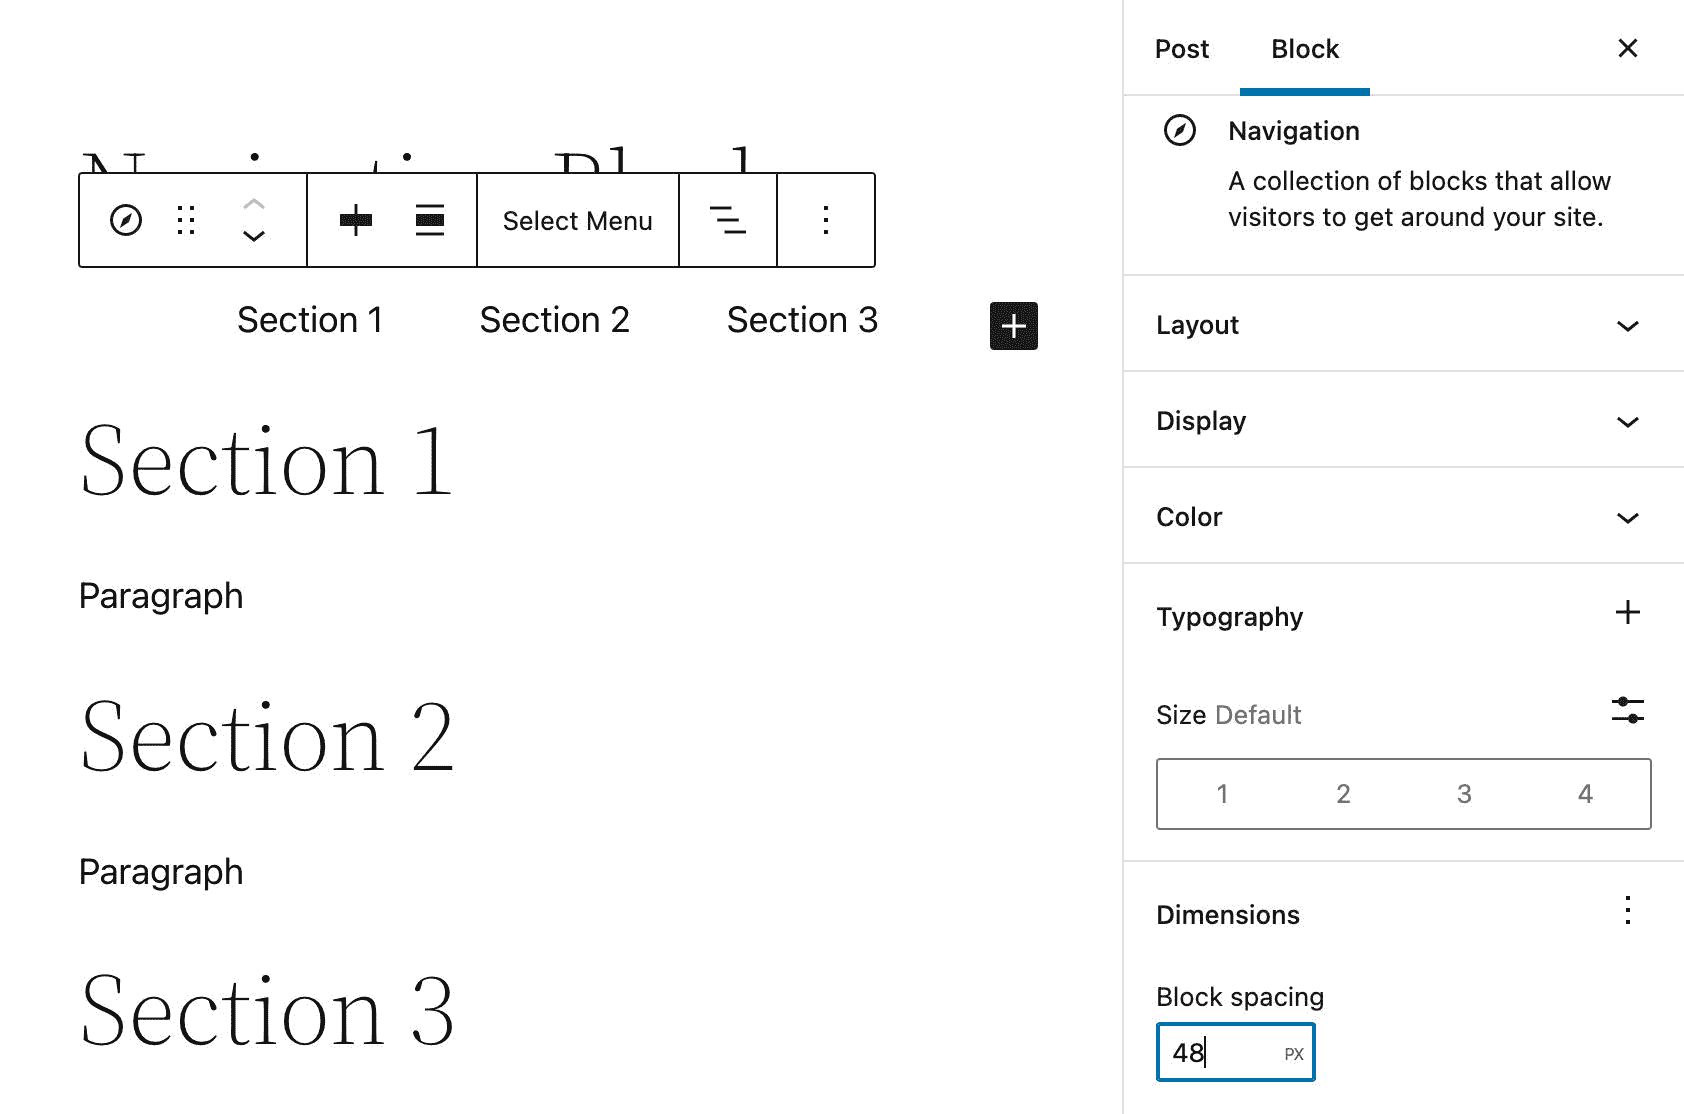 Post Block
Navigation
A collection of blocks that allow
visitors to get around your site.
Navigation Block
Select Menu
Section 1 Section 2 Section 3
Section 1
Paragraph
Section 2
Paragraph
Section 3
Layout
Display
Color
Typography
Size Default
1 2 3 4
Dimensions
Block spacing
48 PX